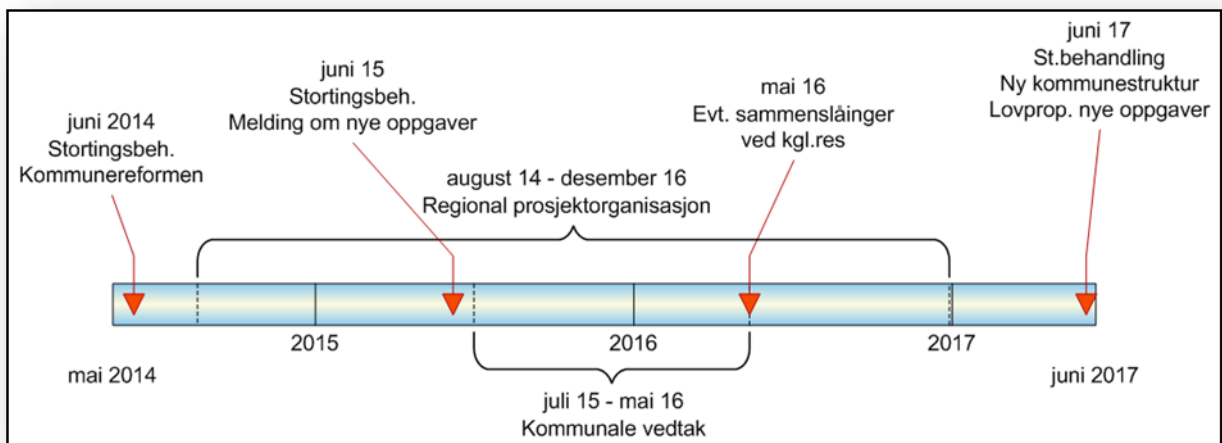 juni 2014
Stortingsbeh.
Kommunereformen
juni 15
Stortingsbeh.
Melding om nye oppgaver
mai 16
Evt. sammenslåinger
ved kgl.res
juni 17
St.behandling
Ny kommunestruktur
Lovprop. nye oppgaver
august 14 - desember 16
Regional prosjektorganisasjon
2015
2016
2017
mai 2014
juni 2017
juli 15 - mai 16
Kommunale vedtak